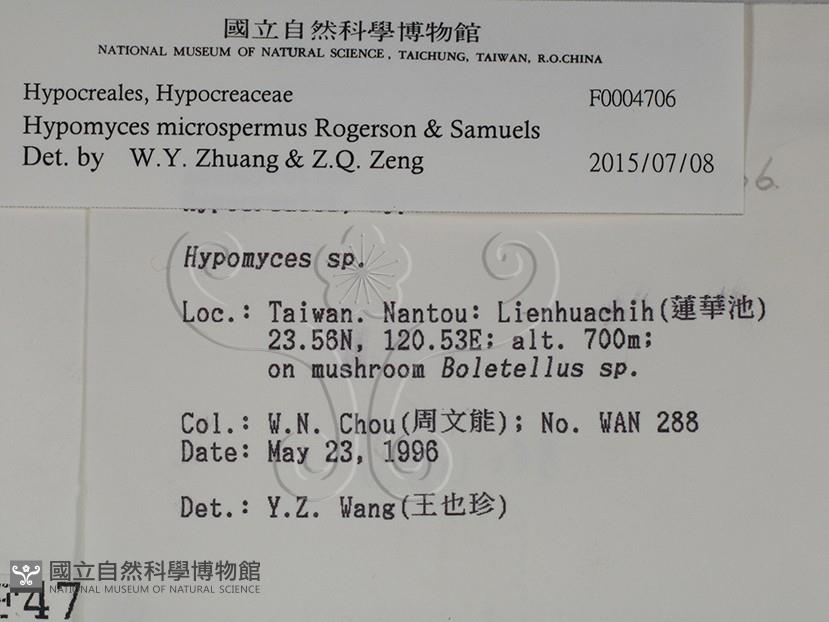 國立自然科學博物館
NATIONAL MUSEUM OF NATURAL SCIENCE, TAICHUNG, TAIWAN, R.O.CHINA
Hypocreales, Hypocreaceae F0004706
Hypomyces microspermus Rogerson & Samuels
Det. by W.Y. Zhuang & Z.Q. Zeng 2015/07/08
6
Hypomyces sp.
Loc.: Taiwan. Nantou: Lienhuachih(蓮華池)
23.56N, 120.53E; alt. 700m;
on mushroom Boletellus sp.
Col.: W.N. Chou(周文能); No. WAN 288
Date: May 23, 1996
Det.: Y.Z. Wang(王也珍)
國立自然科學博物館
NATIONAL MUSEUM OF NATURAL SCIENCE
47